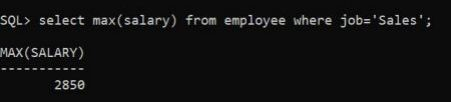 SQL> select max(salary) from employee where job='Sales';
MAX(SALARY)
-----------
2850